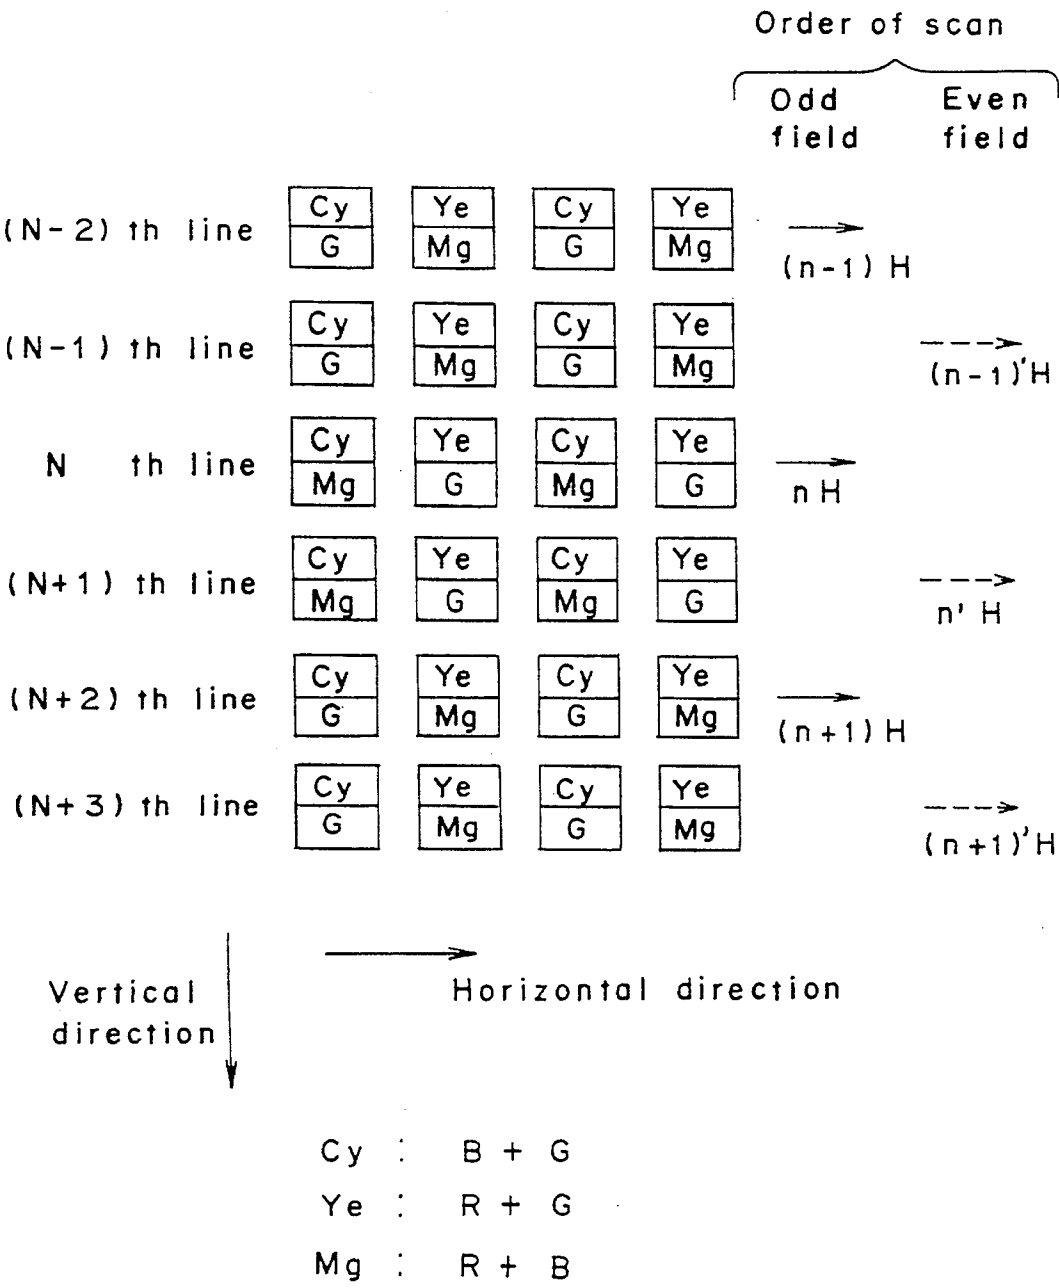 Order of scan
Odd field Even field
(N-2) th line Cy Ye Cy Ye
G Mg G Mg
(n-1) H
(N-1) th line Cy Ye Cy Ye
G Mg G Mg
(n-1)'H
N th line Cy Ye Cy Ye
Mg G Mg G
n H
(N+1) th line Cy Ye Cy Ye
Mg G Mg G
n' H
(N+2) th line Cy Ye Cy Ye
G Mg G Mg
(n+1) H
(N+3) th line Cy Ye Cy Ye
G Mg G Mg
(n+1)'H
Vertical direction
Horizontal direction
Cy : B + G
Ye : R + G
Mg : R + B